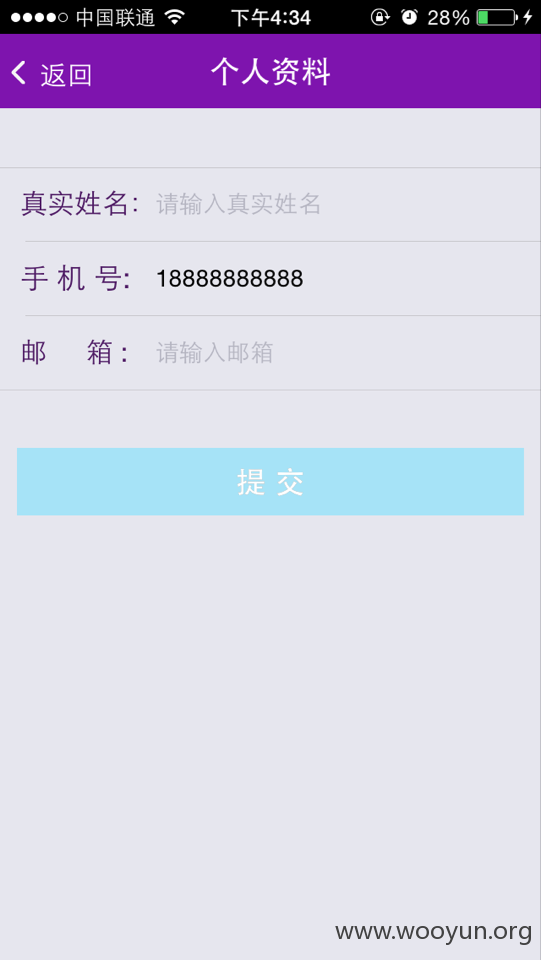 中国联通 下午4:34 28%
返回 个人资料
真实姓名: 请输入真实姓名
手 机 号: 18888888888
邮 箱: 请输入邮箱
提 交
www.wooyun.org